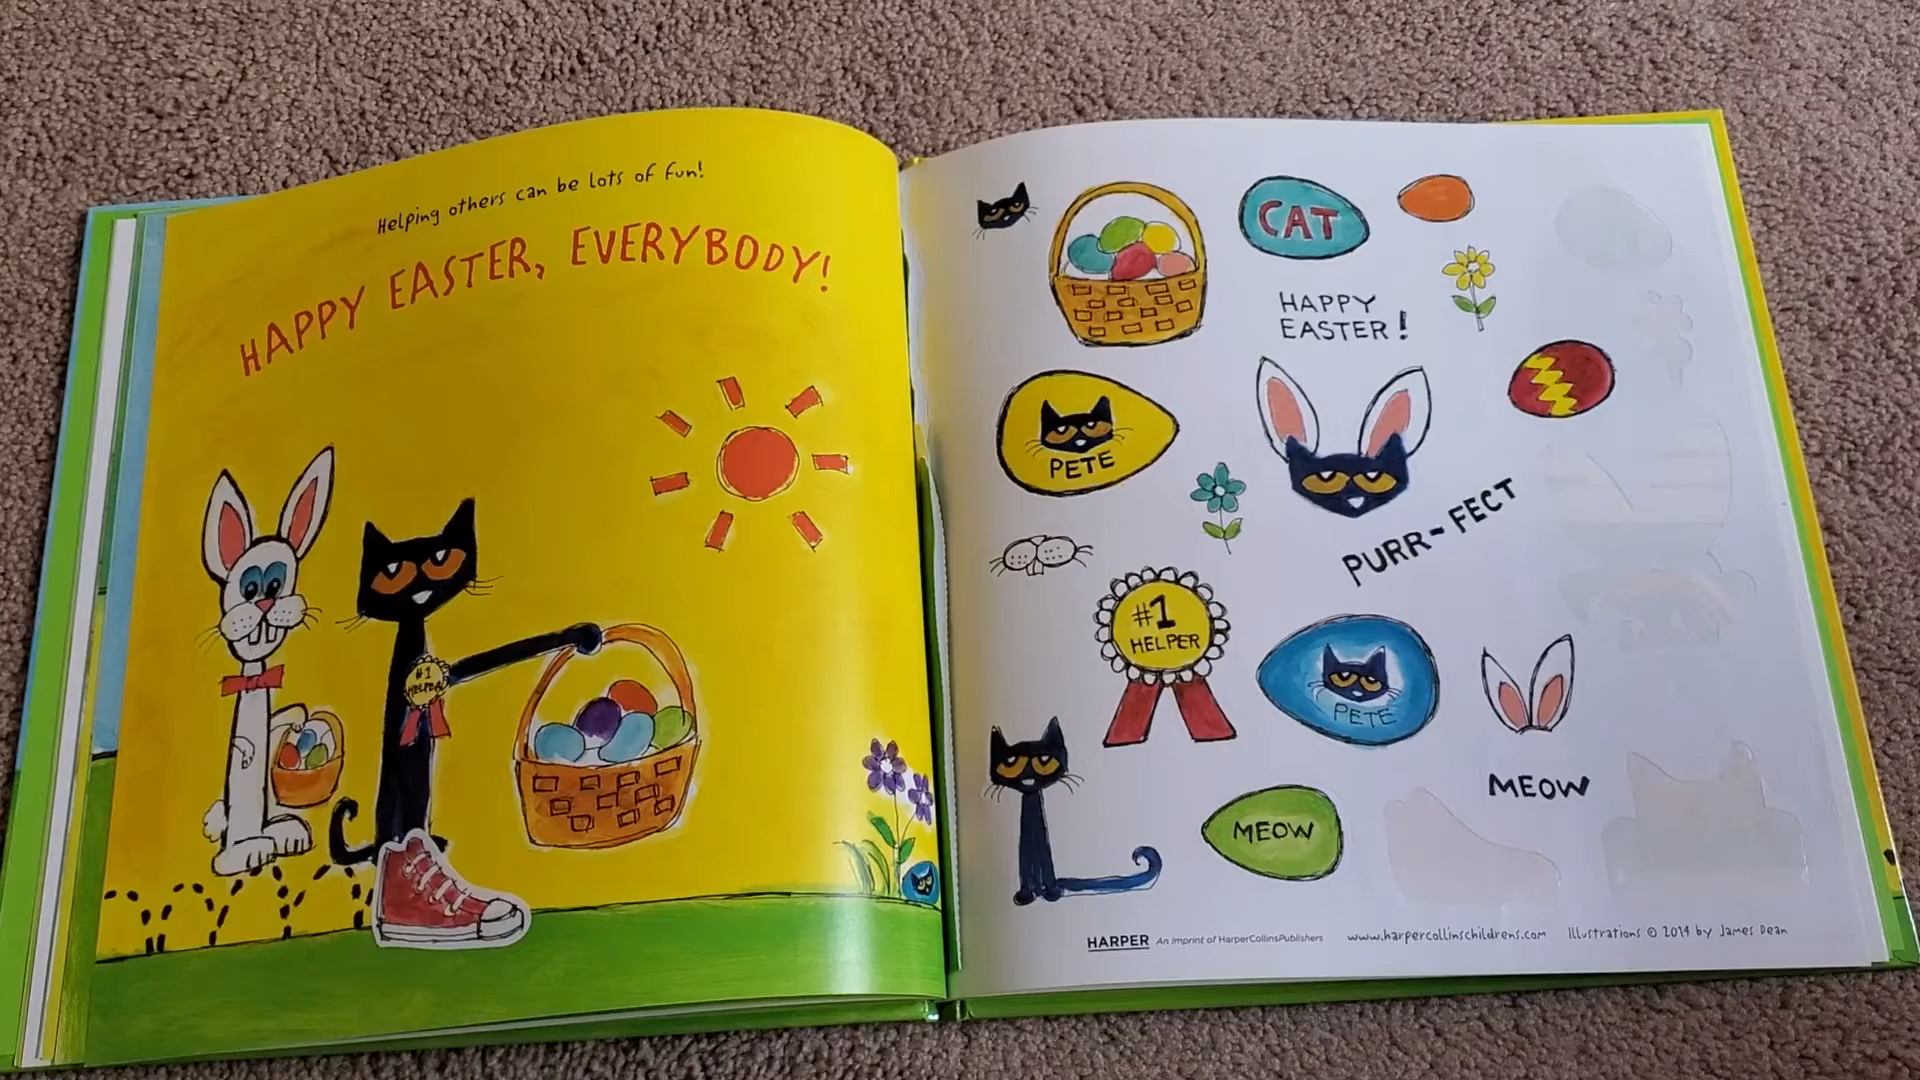 Helping others can be lots of fun!
HAPPY EASTER, EVERYBODY!
#1
HELPER
CAT
HAPPY
EASTER!
PETE
PURR-FECT
#1
HELPER
PETE
MEOW
MEOW
HARPER An Imprint of HarperCollinsPublishers www.harpercollinschildrens.com Illustrations © 2014 by James Dean